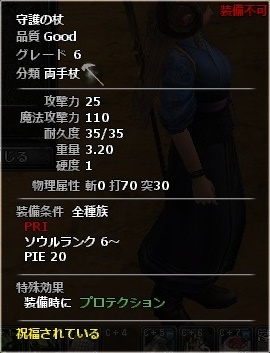 装備不可
守護の杖
品質 Good
グレード 6
分類 両手杖
攻撃力 25
魔法攻撃力 110
耐久度 35/35
重量 3.20
硬度 1
物理属性 斬0 打70 突30
装備条件 全種族
PRI
ソウルランク 6～
PIE 20
特殊効果
装備時に プロテクション
祝福されている